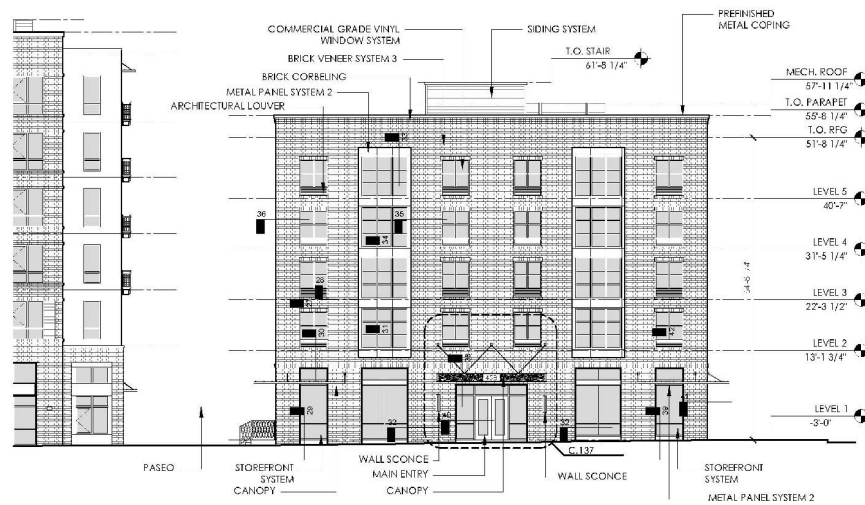 PREFINISHED
METAL COPING
COMMERCIAL GRADE VINYL
WINDOW SYSTEM
SIDING SYSTEM
BRICK VENEER SYSTEM 3
T.O. STAIR
61'-8 1/4"
BRICK CORBELING
METAL PANEL SYSTEM 2
ARCHITECTURAL LOUVER
MECH. ROOF
57'-11 1/4"
T.O. PARAPET
55'-8 1/4"
T.O. RFG
51'-8 1/4"
LEVEL 5
40'-7"
36
35
34
LEVEL 4
31'-5 1/4"
28
LEVEL 3
22'-3 1/2"
30
31
42
LEVEL 2
13'-1 3/4"
38
29
39
LEVEL 1
-3'-0"
40
33
32
C.137
PASEO
STOREFRONT
SYSTEM
CANOPY
WALL SCONCE
MAIN ENTRY
CANOPY
WALL SCONCE
STOREFRONT
SYSTEM
METAL PANEL SYSTEM 2